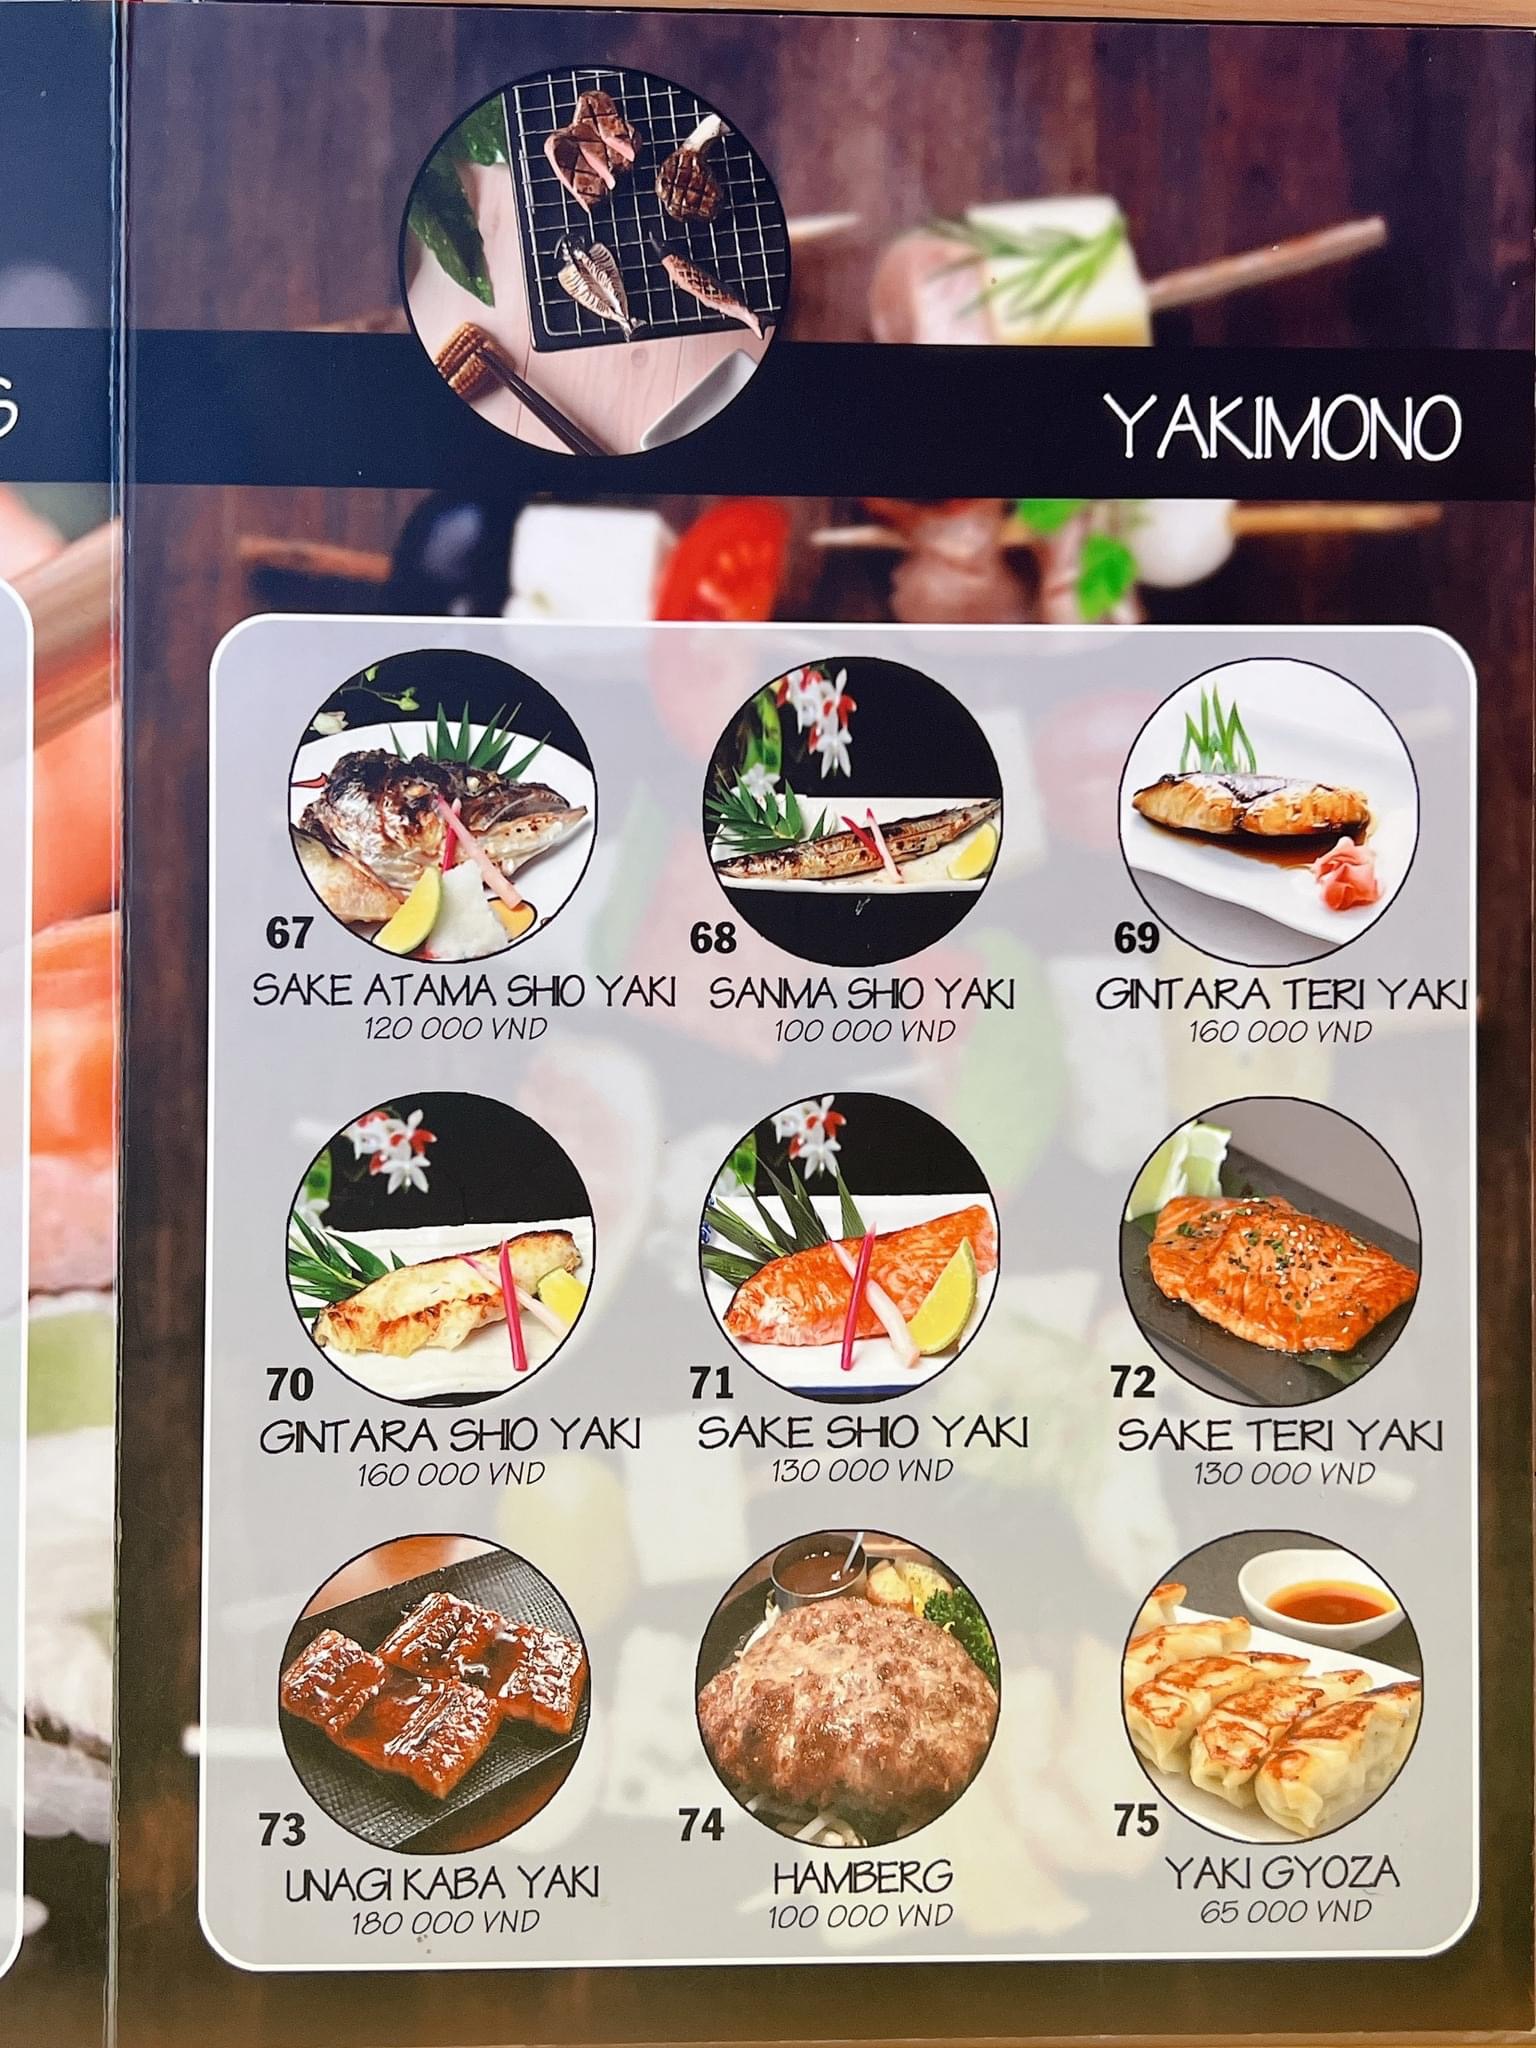 YAKIMONO
67
SAKE ATAMA SHIO YAKI
120 000 VND
68
SANMA SHIO YAKI
100 000 VND
69
GINTARA TERI YAKI
160 000 VND
70
GINTARA SHIO YAKI
160 000 VND
71
SAKE SHIO YAKI
130 000 VND
72
SAKE TERI YAKI
130 000 VND
73
UNAGI KABA YAKI
180 000 VND
74
HAMBERG
100 000 VND
75
YAKI GYOZA
65 000 VND